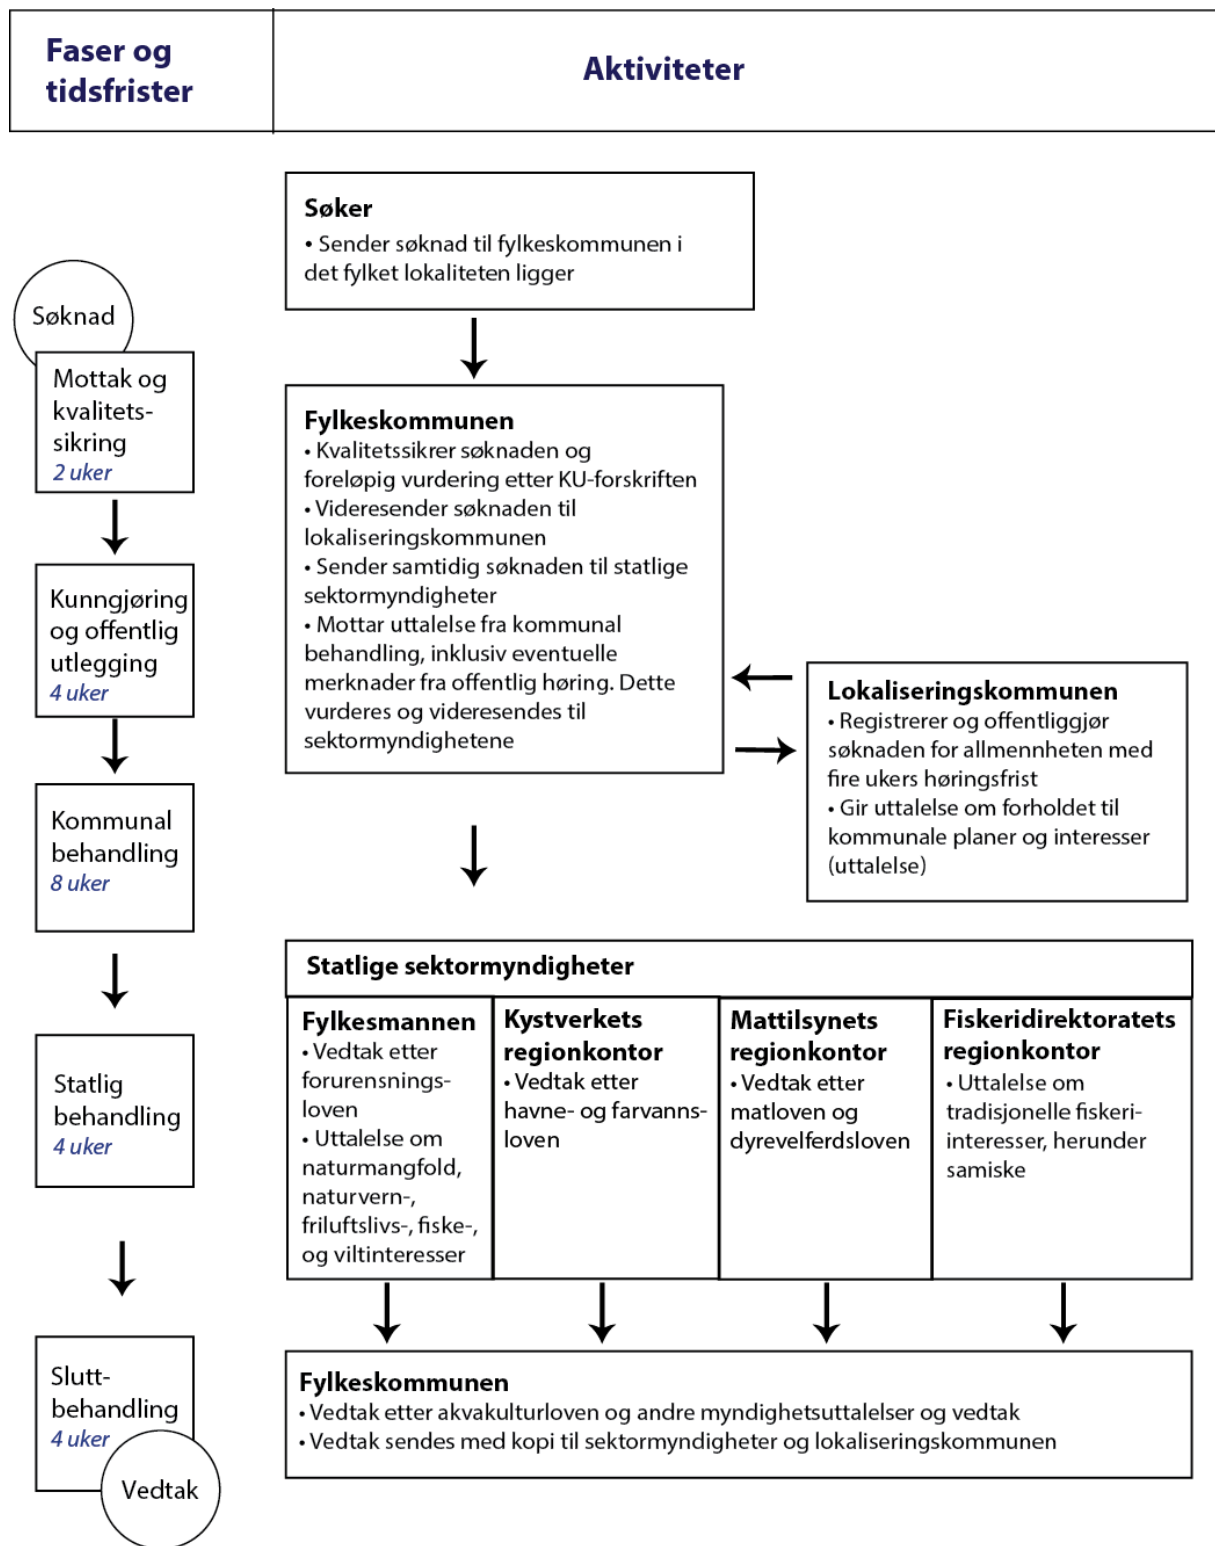 Faser og
tidsfrister
Aktiviteter
Søker
• Sender søknad til fylkeskommunen i
det fylket lokaliteten ligger
Søknad
Mottak og
kvalitets-
sikring
2 uker
Fylkeskommunen
• Kvalitetssikrer søknaden og
foreløpig vurdering etter KU-forskriften
• Videresender søknaden til
lokaliseringskommunen
• Sender samtidig søknaden til statlige
sektormyndigheter
• Mottar uttalelse fra kommunal
behandling, inklusiv eventuelle
merknader fra offentlig høring. Dette
vurderes og videresendes til
sektormyndighetene
Kunngjøring
og offentlig
utlegging
4 uker
Lokaliseringskommunen
• Registrerer og offentliggjør
søknaden for allmennheten med
fire ukers høringsfrist
• Gir uttalelse om forholdet til
kommunale planer og interesser
(uttalelse)
Kommunal
behandling
8 uker
Statlige sektormyndigheter
Fylkesmannen
• Vedtak etter
forurensnings-
loven
• Uttalelse om
naturmangfold,
naturvern-,
friluftslivs-, fiske-,
og viltinteresser
Kystverkets
regionkontor
• Vedtak etter
havne- og farvanns-
loven
Mattilsynets
regionkontor
• Vedtak etter
matloven og
dyrevelferdsloven
Fiskeridirektoratets
regionkontor
• Uttalelse om
tradisjonelle fiskeri-
interesser, herunder
samiske
Statlig
behandling
4 uker
Slutt-
behandling
4 uker
Vedtak
Fylkeskommunen
• Vedtak etter akvakulturloven og andre myndighetsuttalelser og vedtak
• Vedtak sendes med kopi til sektormyndigheter og lokaliseringskommunen